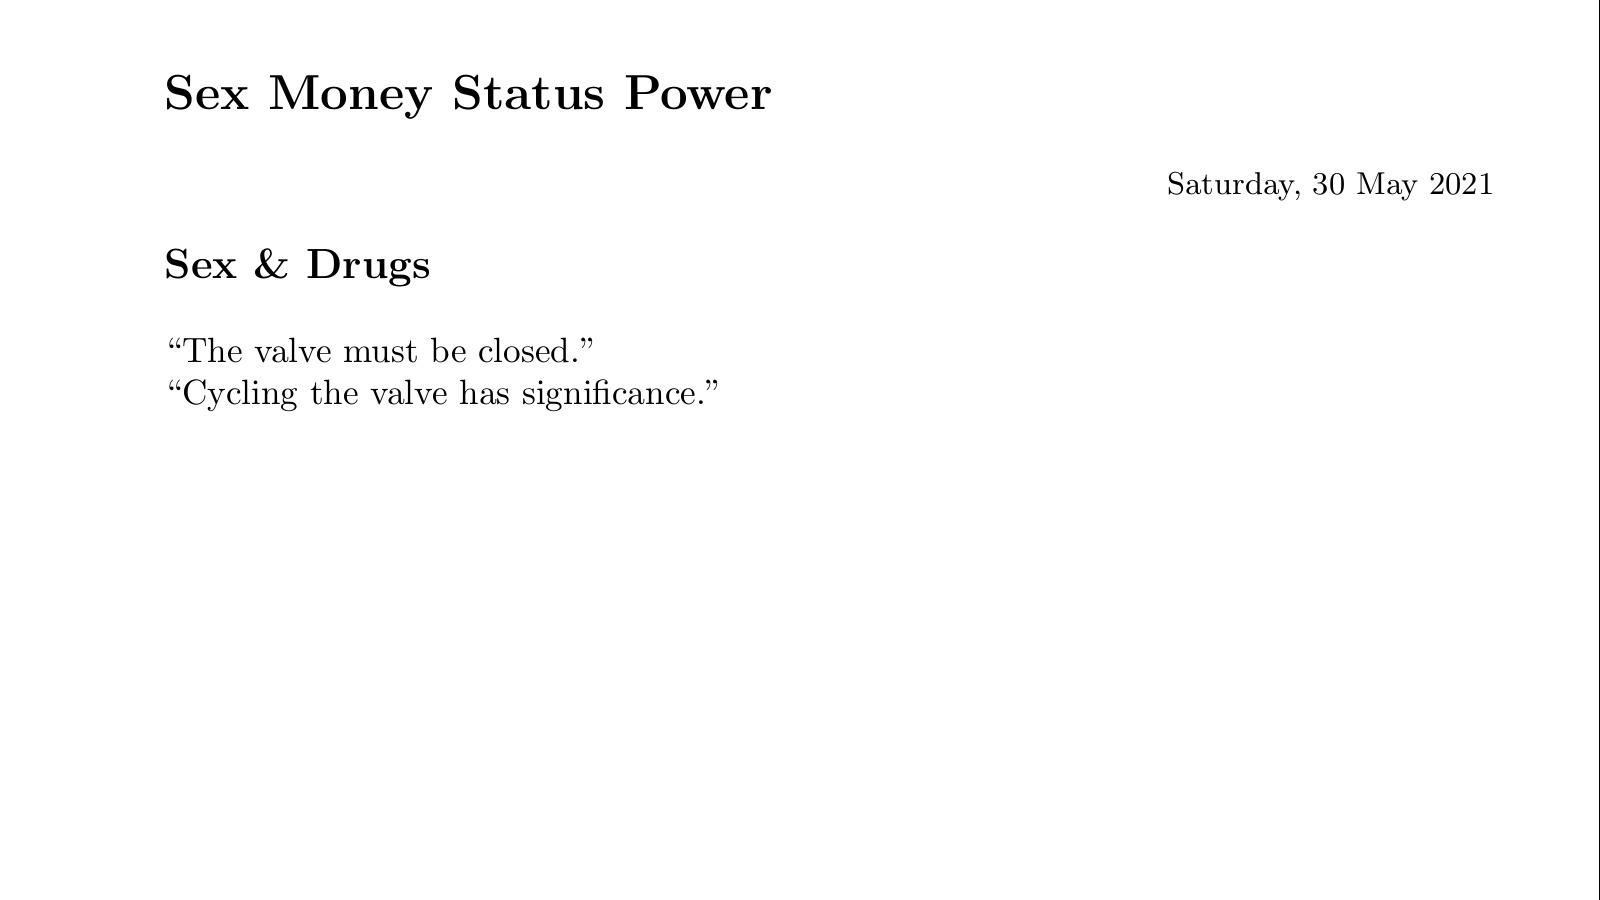 Sex Money Status Power
Saturday, 30 May 2021
Sex & Drugs
“The valve must be closed.”
“Cycling the valve has significance.”